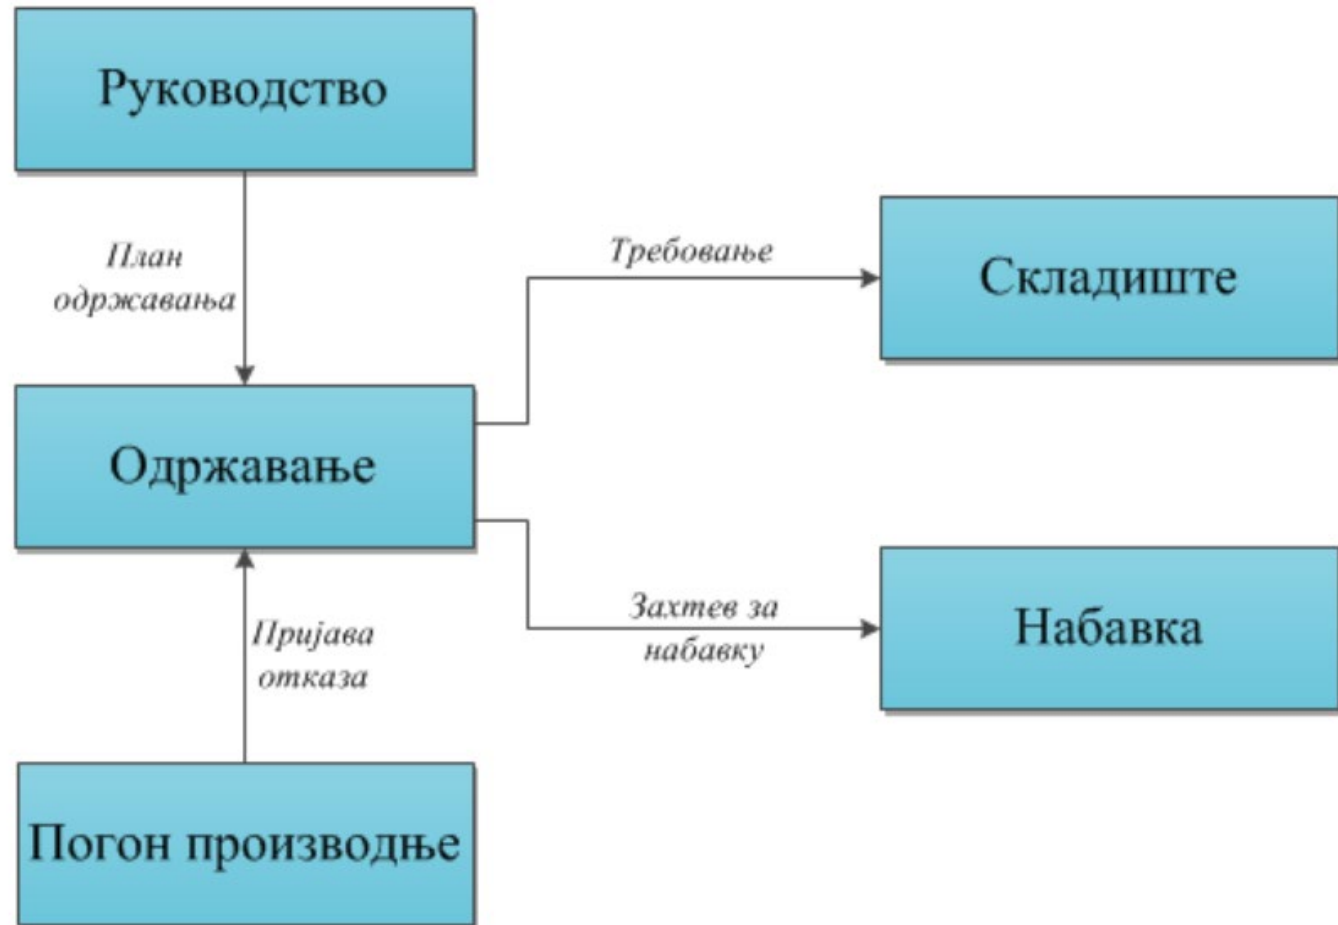 Руководство
План
одржавања
Требовање
Складиште
Одржавање
Захтев за
набавку
Набавка
Пријава
отказа
Погон производње